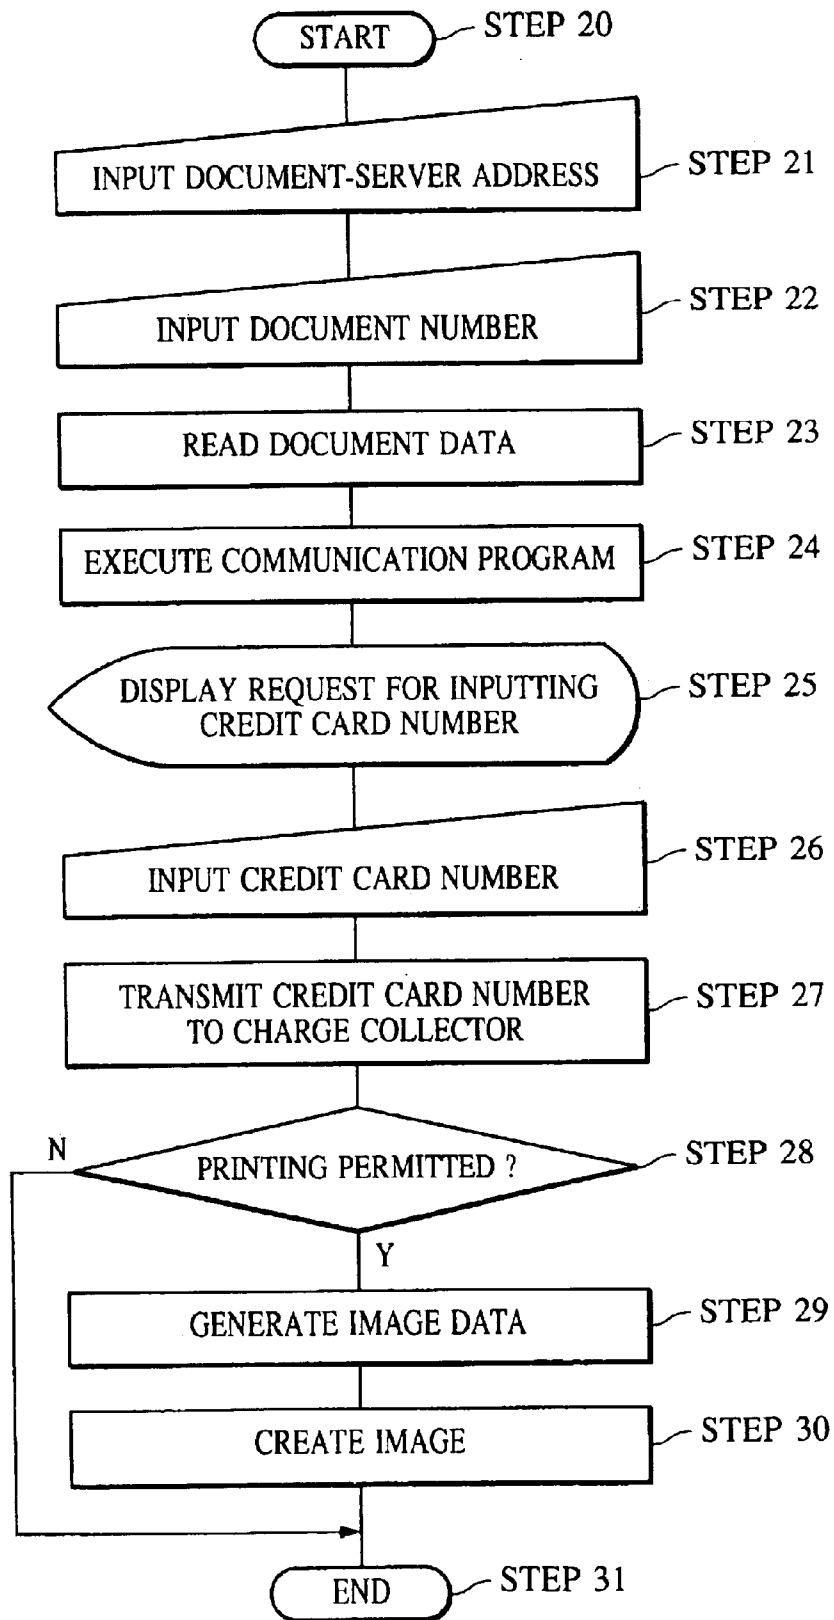 START
STEP 20
INPUT DOCUMENT-SERVER ADDRESS
STEP 21
INPUT DOCUMENT NUMBER
STEP 22
READ DOCUMENT DATA
STEP 23
EXECUTE COMMUNICATION PROGRAM
STEP 24
DISPLAY REQUEST FOR INPUTTING
CREDIT CARD NUMBER
STEP 25
INPUT CREDIT CARD NUMBER
STEP 26
TRANSMIT CREDIT CARD NUMBER
TO CHARGE COLLECTOR
STEP 27
N
PRINTING PERMITTED ?
STEP 28
Y
GENERATE IMAGE DATA
STEP 29
CREATE IMAGE
STEP 30
END
STEP 31